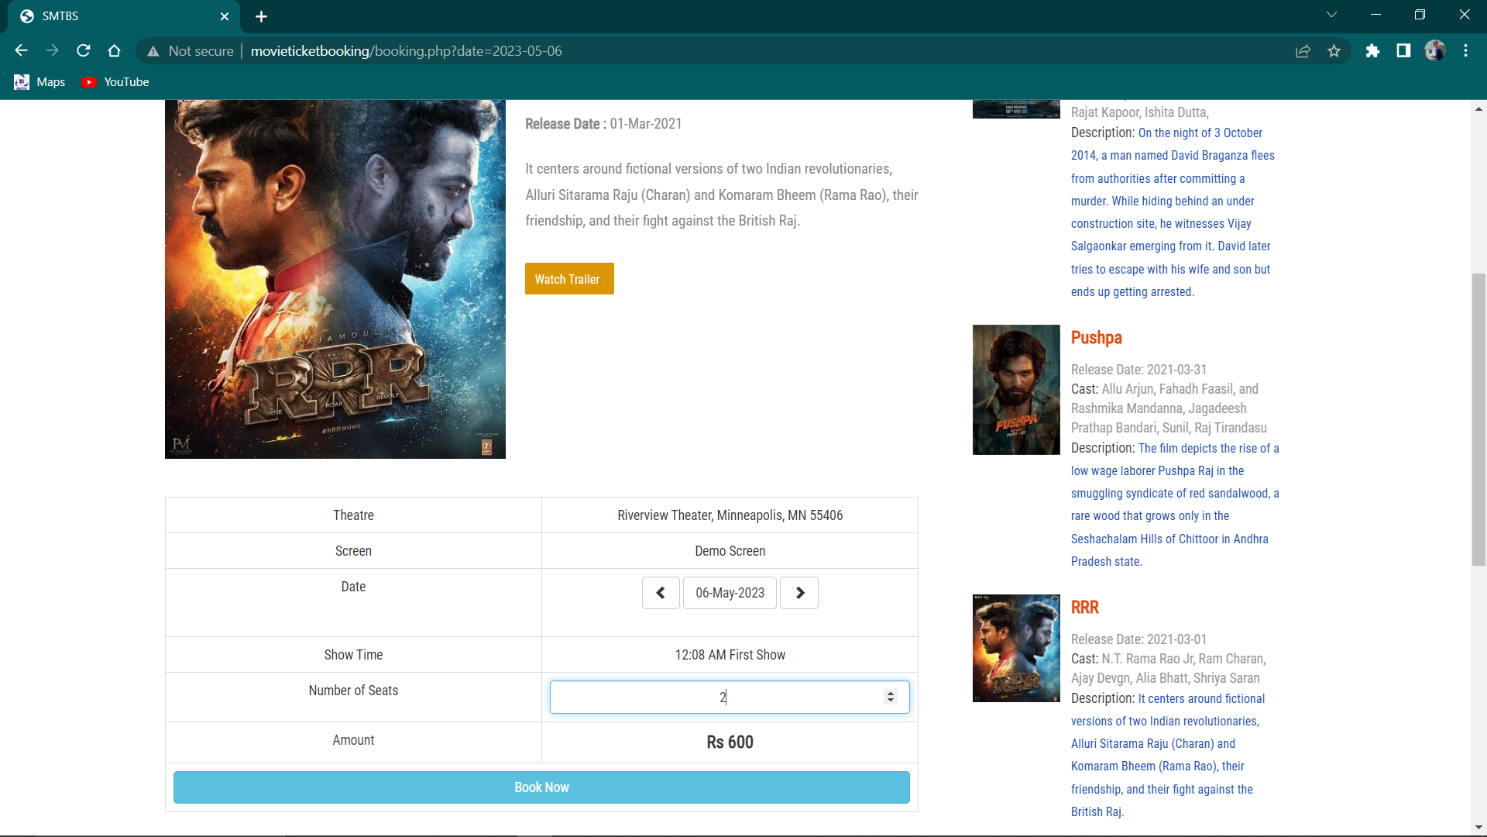 SMTBS
Not secure | movieticketbooking/booking.php?date=2023-05-06
Maps YouTube
Release Date : 01-Mar-2021
It centers around fictional versions of two Indian revolutionaries,
Alluri Sitarama Raju (Charan) and Komaram Bheem (Rama Rao), their
friendship, and their fight against the British Raj.
Watch Trailer
RRR
RISE ROAR REVOLT
#RRRMOVIE
Theatre Riverview Theater, Minneapolis, MN 55406
Screen Demo Screen
Date 06-May-2023
Show Time 12:08 AM First Show
Number of Seats 2
Amount Rs 600
Book Now
Rajat Kapoor, Ishita Dutta,
Description: On the night of 3 October
2014, a man named David Braganza flees
from authorities after committing a
murder. While hiding behind an under
construction site, he witnesses Vijay
Salgaonkar emerging from it. David later
tries to escape with his wife and son but
ends up getting arrested.
PUSHPA
Pushpa
Release Date: 2021-03-31
Cast: Allu Arjun, Fahadh Faasil, and
Rashmika Mandanna, Jagadeesh
Prathap Bandari, Sunil, Raj Tirandasu
Description: The film depicts the rise of a
low wage laborer Pushpa Raj in the
smuggling syndicate of red sandalwood, a
rare wood that grows only in the
Seshachalam Hills of Chittoor in Andhra
Pradesh state.
RRR
RRR
Release Date: 2021-03-01
Cast: N.T. Rama Rao Jr, Ram Charan,
Ajay Devgn, Alia Bhatt, Shriya Saran
Description: It centers around fictional
versions of two Indian revolutionaries,
Alluri Sitarama Raju (Charan) and
Komaram Bheem (Rama Rao), their
friendship, and their fight against the
British Raj.